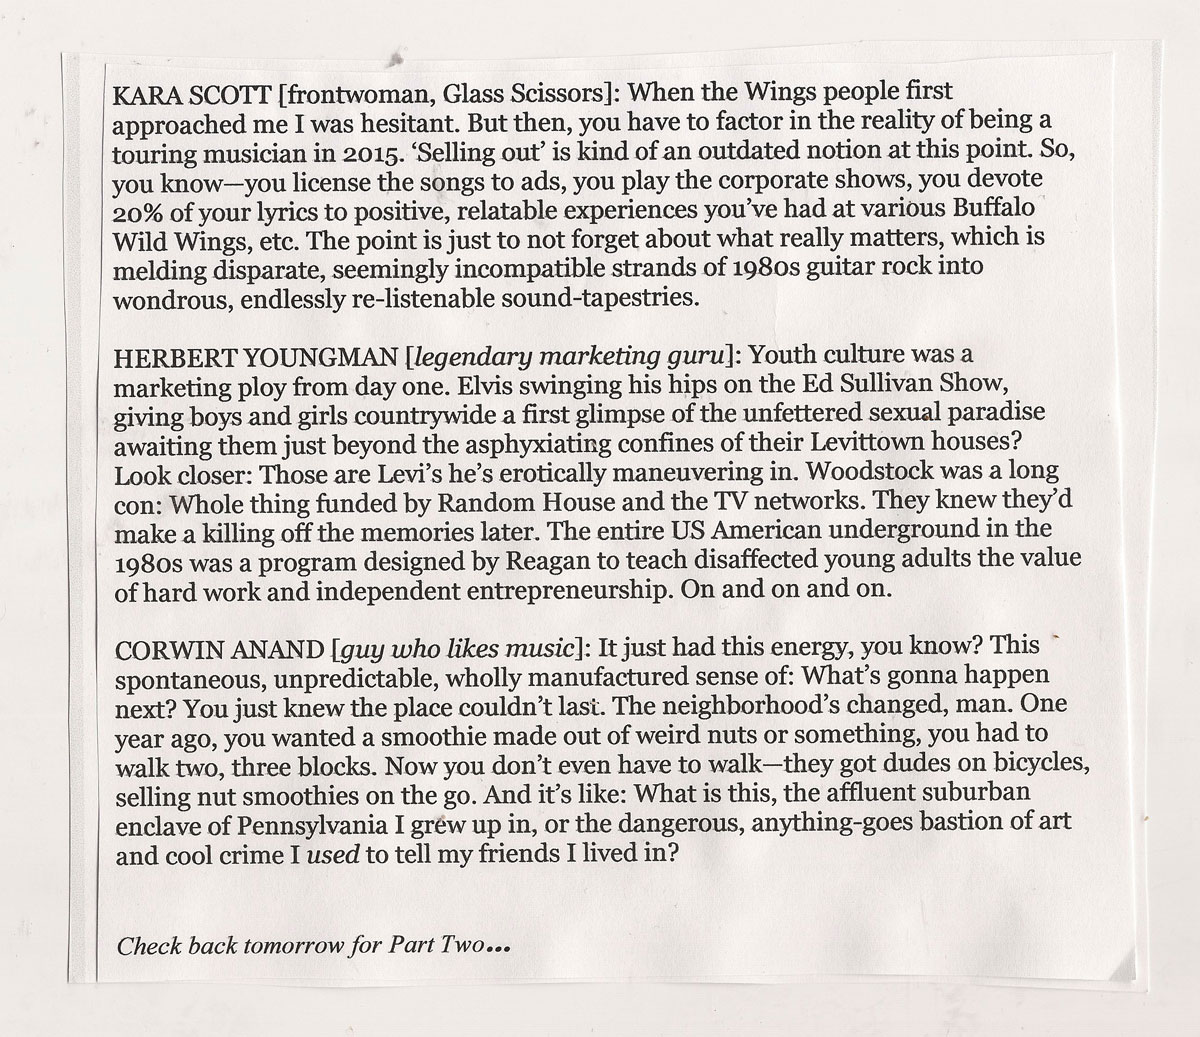 KARA SCOTT [frontwoman, Glass Scissors]: When the Wings people first
approached me I was hesitant. But then, you have to factor in the reality of being a
touring musician in 2015. ‘Selling out’ is kind of an outdated notion at this point. So,
you know—you license the songs to ads, you play the corporate shows, you devote
20% of your lyrics to positive, relatable experiences you’ve had at various Buffalo
Wild Wings, etc. The point is just to not forget about what really matters, which is
melding disparate, seemingly incompatible strands of 1980s guitar rock into
wondrous, endlessly re-listenable sound-tapestries.

HERBERT YOUNGMAN [legendary marketing guru]: Youth culture was a
marketing ploy from day one. Elvis swinging his hips on the Ed Sullivan Show,
giving boys and girls countrywide a first glimpse of the unfettered sexual paradise
awaiting them just beyond the asphyxiating confines of their Levittown houses?
Look closer: Those are Levi’s he’s erotically maneuvering in. Woodstock was a long
con: Whole thing funded by Random House and the TV networks. They knew they’d
make a killing off the memories later. The entire US American underground in the
1980s was a program designed by Reagan to teach disaffected young adults the value
of hard work and independent entrepreneurship. On and on and on.

CORWIN ANAND [guy who likes music]: It just had this energy, you know? This
spontaneous, unpredictable, wholly manufactured sense of: What’s gonna happen
next? You just knew the place couldn’t last. The neighborhood’s changed, man. One
year ago, you wanted a smoothie made out of weird nuts or something, you had to
walk two, three blocks. Now you don’t even have to walk—they got dudes on bicycles,
selling nut smoothies on the go. And it’s like: What is this, the affluent suburban
enclave of Pennsylvania I grew up in, or the dangerous, anything-goes bastion of art
and cool crime I used to tell my friends I lived in?

Check back tomorrow for Part Two...